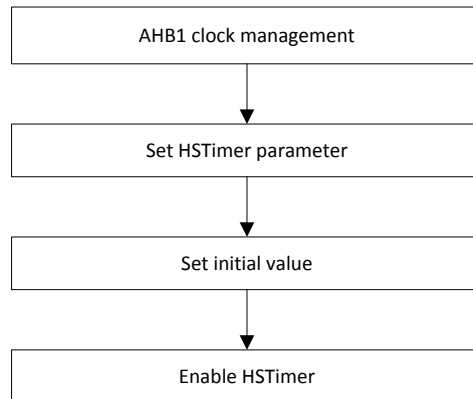 AHB1 clock management
Set HSTimer parameter
Set initial value
Enable HSTimer